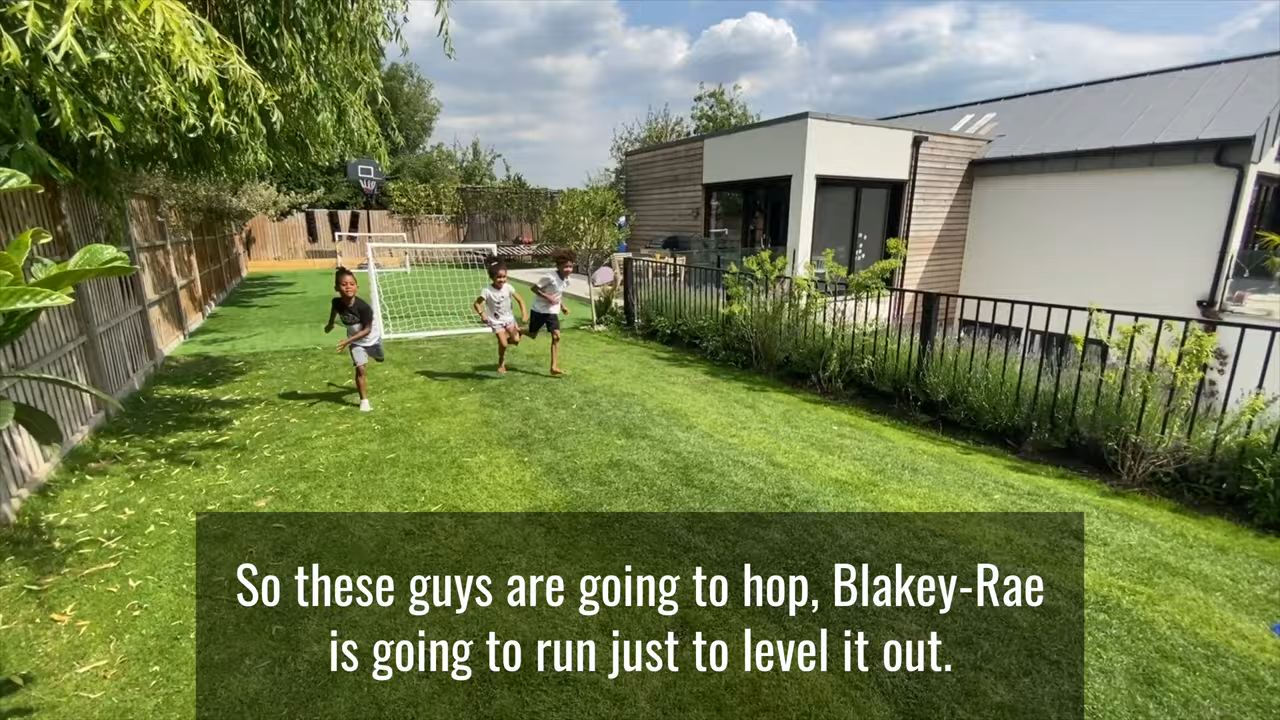 So these guys are going to hop, Blakey-Rae
is going to run just to level it out.